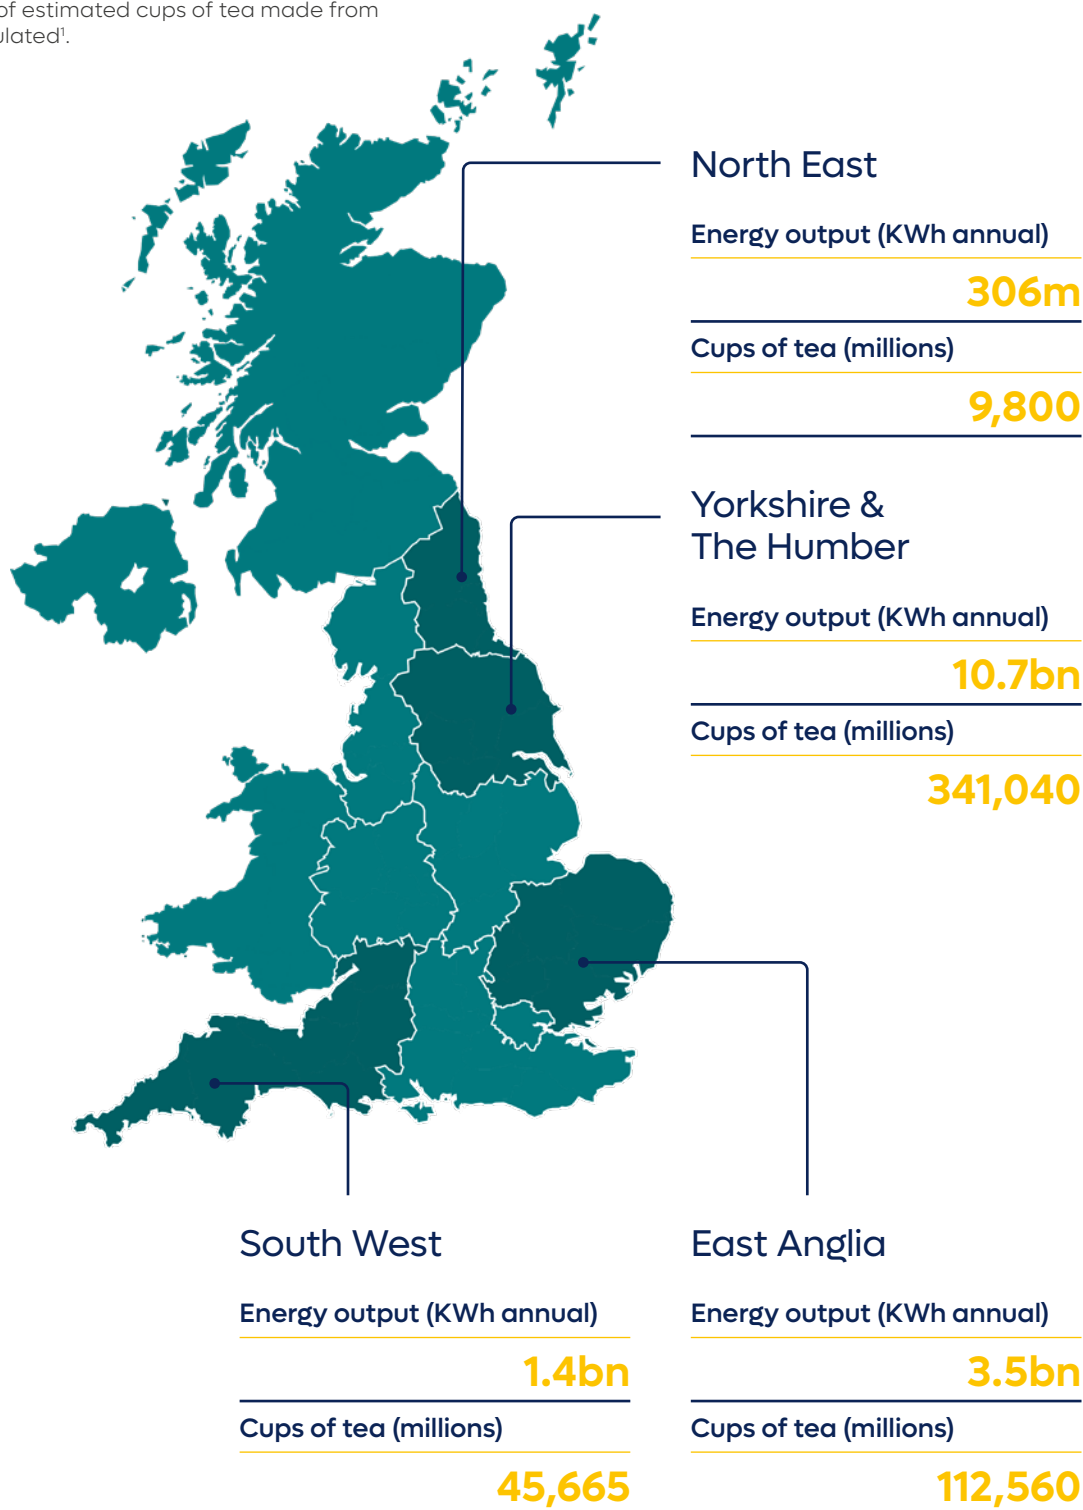 of estimated cups of tea made from
ulated¹.
North East
Energy output (KWh annual)
306m
Cups of tea (millions)
9,800
Yorkshire &
The Humber
Energy output (KWh annual)
10.7bn
Cups of tea (millions)
341,040
South West
Energy output (KWh annual)
1.4bn
Cups of tea (millions)
45,665
East Anglia
Energy output (KWh annual)
3.5bn
Cups of tea (millions)
112,560